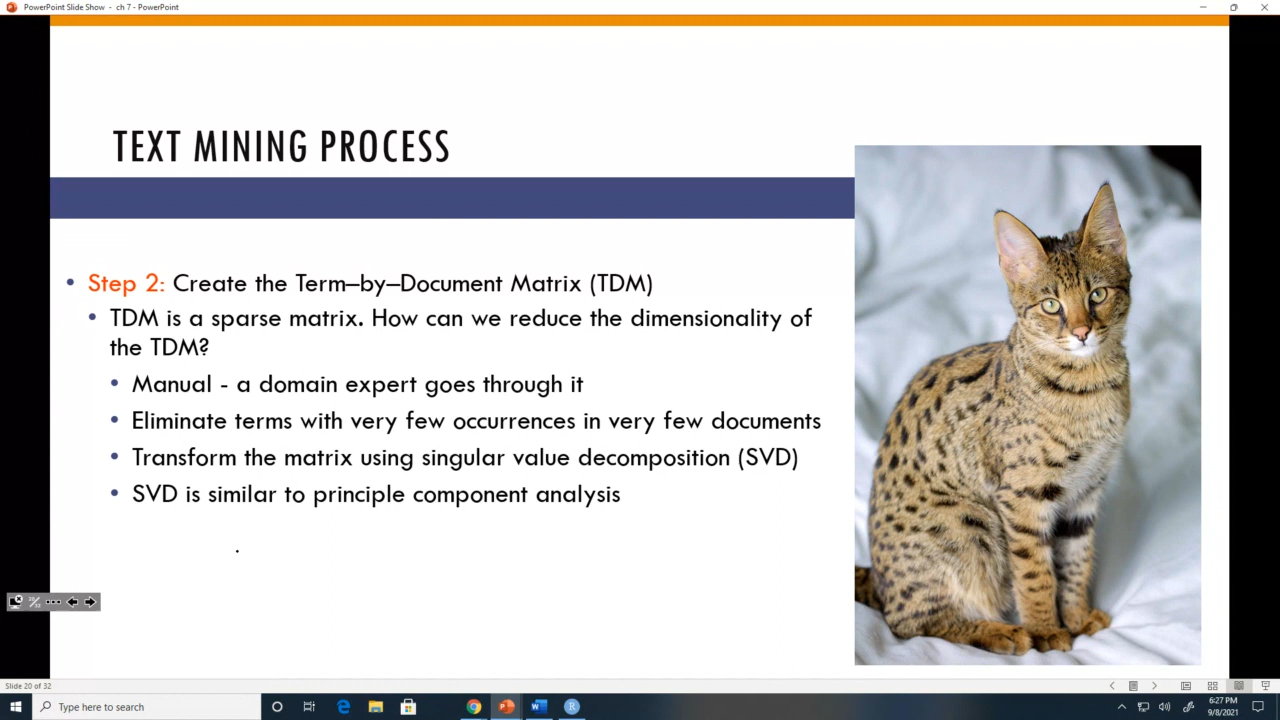 PowerPoint Slide Show - ch 7 - PowerPoint
TEXT MINING PROCESS
• Step 2: Create the Term–by–Document Matrix (TDM)
• TDM is a sparse matrix. How can we reduce the dimensionality of
the TDM?
• Manual - a domain expert goes through it
• Eliminate terms with very few occurrences in very few documents
• Transform the matrix using singular value decomposition (SVD)
• SVD is similar to principle component analysis
Slide 20 of 32
Type here to search
6:27 PM
9/8/2021